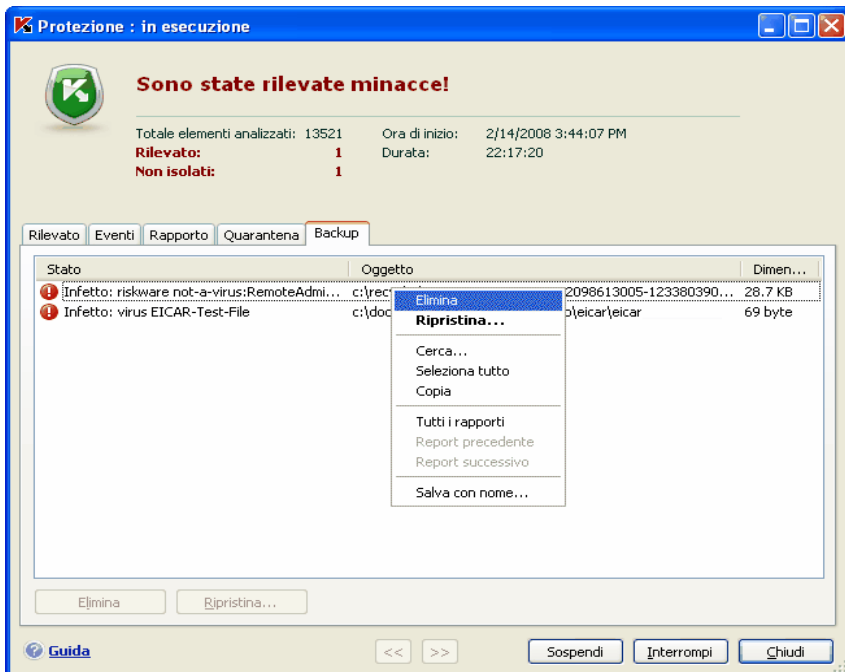 Protezione : in esecuzione
Sono state rilevate minacce!
Totale elementi analizzati: 13521 Ora di inizio: 2/14/2008 3:44:07 PM
Rilevato: 1 Durata: 22:17:20
Non isolati: 1
Rilevato Eventi Rapporto Quarantena Backup
Stato Oggetto Dimen...
Infetto: riskware not-a-virus:RemoteAdmi... c:\rec 2098613005-123380390... 28.7 KB
Infetto: virus EICAR-Test-File c:\doc o\eicar\eicar 69 byte
Elimina
Ripristina...
Cerca...
Seleziona tutto
Copia
Tutti i rapporti
Report precedente
Report successivo
Salva con nome...
Elimina Ripristina...
Guida << >> Sospendi Interrompi Chiudi